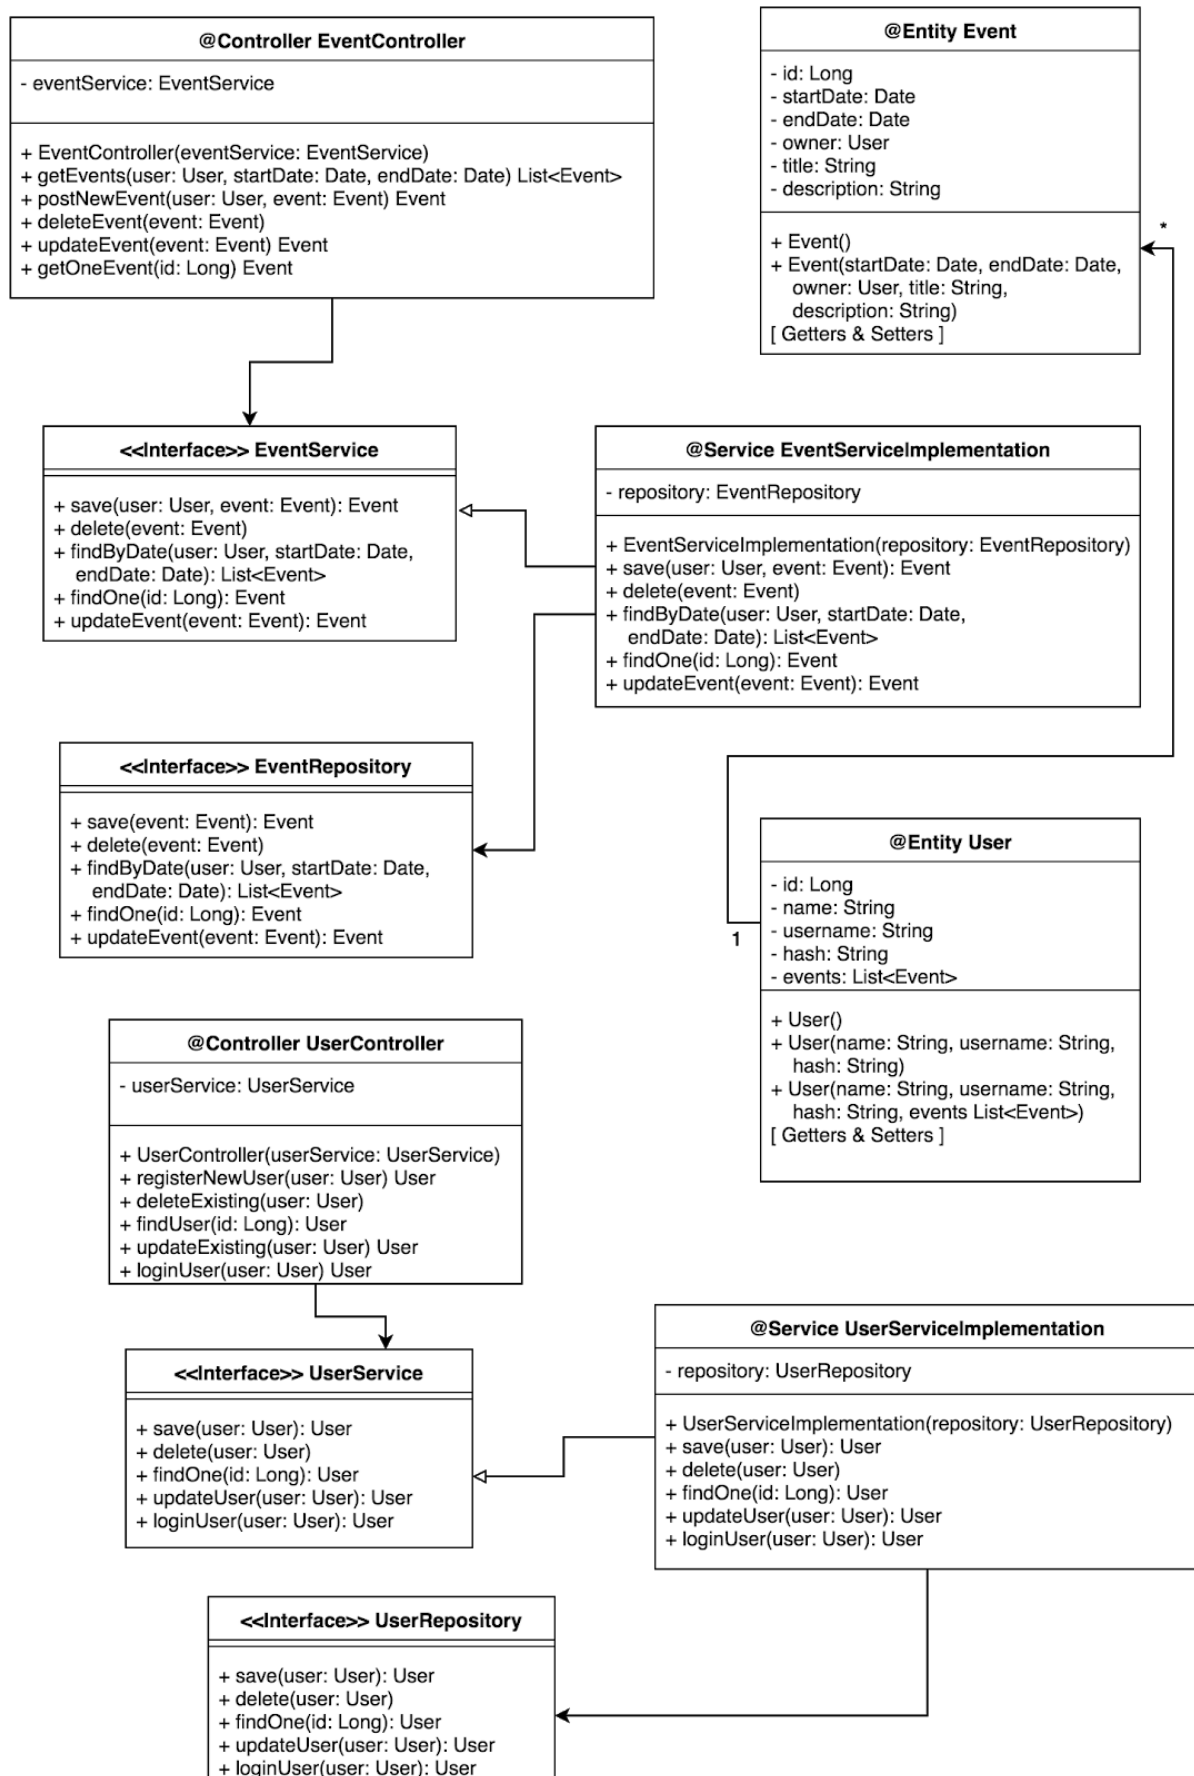 @Controller EventController
- eventService: EventService
+ EventController(eventService: EventService)
+ getEvents(user: User, startDate: Date, endDate: Date) List<Event>
+ postNewEvent(user: User, event: Event) Event
+ deleteEvent(event: Event)
+ updateEvent(event: Event) Event
+ getOneEvent(id: Long) Event
@Entity Event
- id: Long
- startDate: Date
- endDate: Date
- owner: User
- title: String
- description: String
+ Event()
+ Event(startDate: Date, endDate: Date,
owner: User, title: String,
description: String)
[ Getters & Setters ]
*
<<Interface>> EventService
+ save(user: User, event: Event): Event
+ delete(event: Event)
+ findByDate(user: User, startDate: Date,
endDate: Date): List<Event>
+ findOne(id: Long): Event
+ updateEvent(event: Event): Event
@Service EventServiceImplementation
- repository: EventRepository
+ EventServiceImplementation(repository: EventRepository)
+ save(user: User, event: Event): Event
+ delete(event: Event)
+ findByDate(user: User, startDate: Date,
endDate: Date): List<Event>
+ findOne(id: Long): Event
+ updateEvent(event: Event): Event
<<Interface>> EventRepository
+ save(event: Event): Event
+ delete(event: Event)
+ findByDate(user: User, startDate: Date,
endDate: Date): List<Event>
+ findOne(id: Long): Event
+ updateEvent(event: Event): Event
1
@Entity User
- id: Long
- name: String
- username: String
- hash: String
- events: List<Event>
+ User()
+ User(name: String, username: String,
hash: String)
+ User(name: String, username: String,
hash: String, events List<Event>)
[ Getters & Setters ]
@Controller UserController
- userService: UserService
+ UserController(userService: UserService)
+ registerNewUser(user: User) User
+ deleteExisting(user: User)
+ findUser(id: Long): User
+ updateExisting(user: User) User
+ loginUser(user: User) User
<<Interface>> UserService
+ save(user: User): User
+ delete(user: User)
+ findOne(id: Long): User
+ updateUser(user: User): User
+ loginUser(user: User): User
@Service UserServiceImplementation
- repository: UserRepository
+ UserServiceImplementation(repository: UserRepository)
+ save(user: User): User
+ delete(user: User)
+ findOne(id: Long): User
+ updateUser(user: User): User
+ loginUser(user: User): User
<<Interface>> UserRepository
+ save(user: User): User
+ delete(user: User)
+ findOne(id: Long): User
+ updateUser(user: User): User
+ loginUser(user: User): User